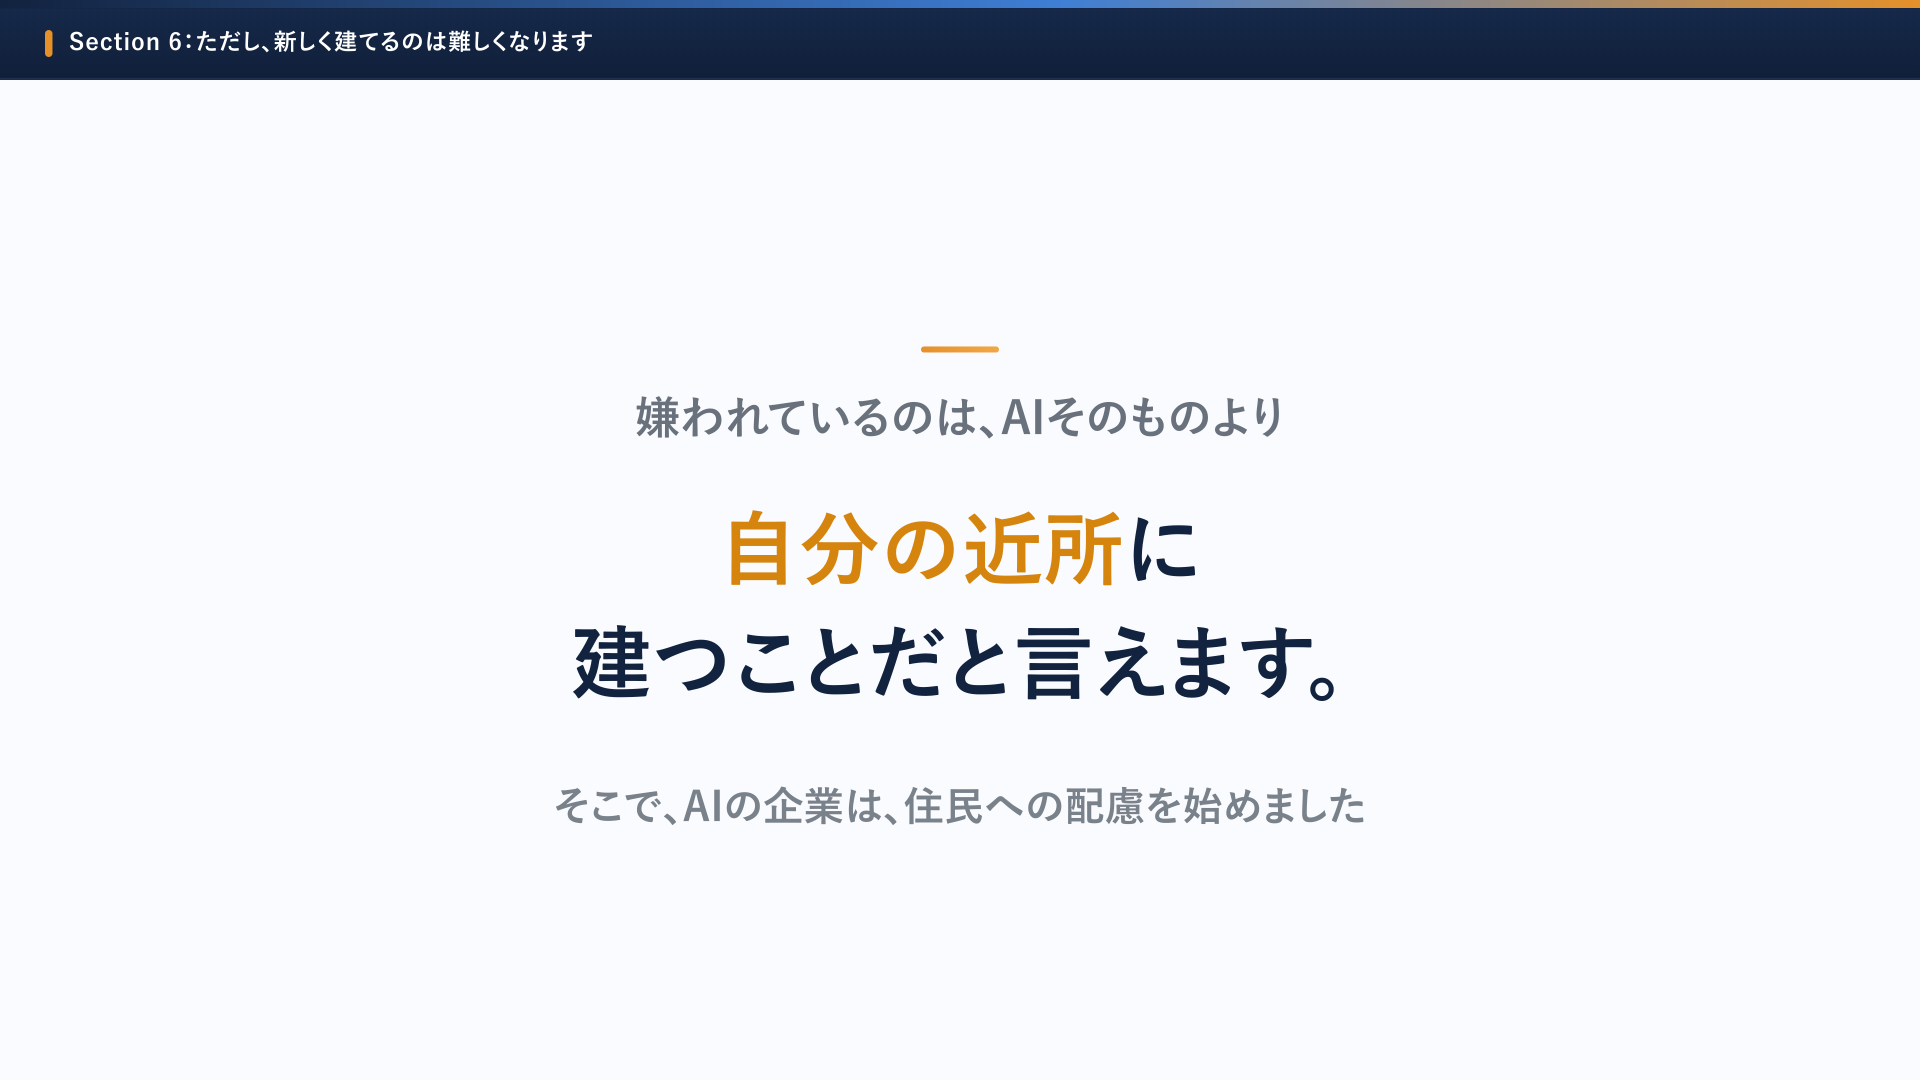 Section 6：ただし、新しく建てるのは難しくなります
嫌われているのは、AIそのものより
自分の近所に
建つことだと言えます。
そこで、AIの企業は、住民への配慮を始めました